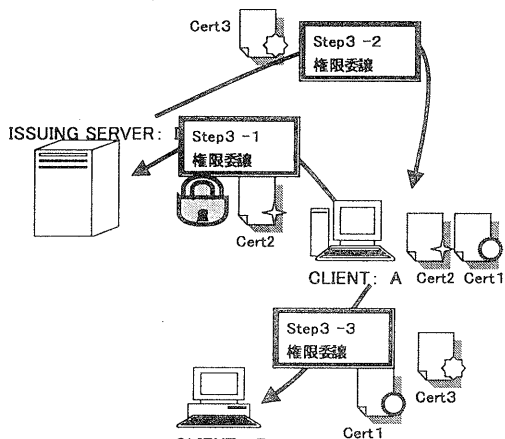 Cert3
Step3 -2
権限委譲
ISSUING SERVER:
Step3 -1
権限委譲
Cert2
CLIENT: A
Cert2
Cert1
Step3 -3
権限委譲
Cert3
Cert1